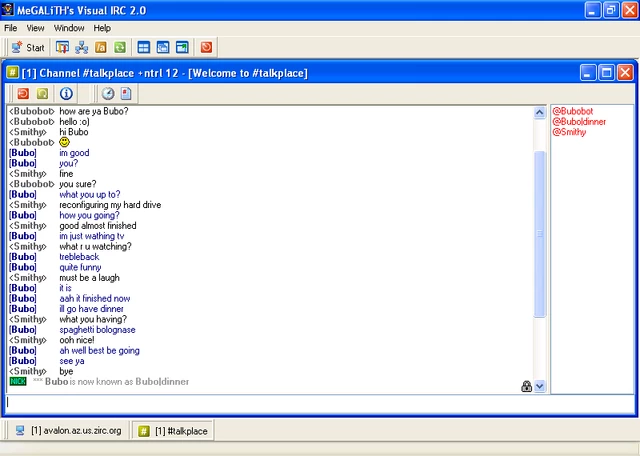 MeGALiTH's Visual IRC 2.0
File View Window Help
Start
[1] Channel #talkplace +ntrl 12 - [Welcome to #talkplace]
<Bubobot> how are ya Bubo?
<Bubobot> hello :o)
<Smithy> hi Bubo
<Bubobot>
[Bubo] im good
[Bubo] you?
<Smithy> fine
<Bubobot> you sure?
[Bubo] what you up to?
<Smithy> reconfiguring my hard drive
[Bubo] how you going?
<Smithy> good almost finished
[Bubo] im just wathing tv
<Smithy> what r u watching?
[Bubo] trebleback
[Bubo] quite funny
<Smithy> must be a laugh
[Bubo] it is
[Bubo] aah it finished now
[Bubo] ill go have dinner
<Smithy> what you having?
[Bubo] spaghetti bolognase
<Smithy> ooh nice!
[Bubo] ah well best be going
[Bubo] see ya
<Smithy> bye
NICK *** Bubo is now known as Bubo|dinner
@Bubobot
@Bubo|dinner
@Smithy
[1] avalon.az.us.zirc.org
[1] #talkplace